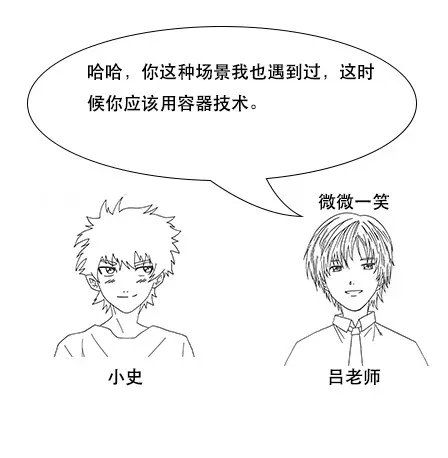 哈哈，你这种场景我也遇到过，这时
候你应该用容器技术。
微微一笑
小史
吕老师